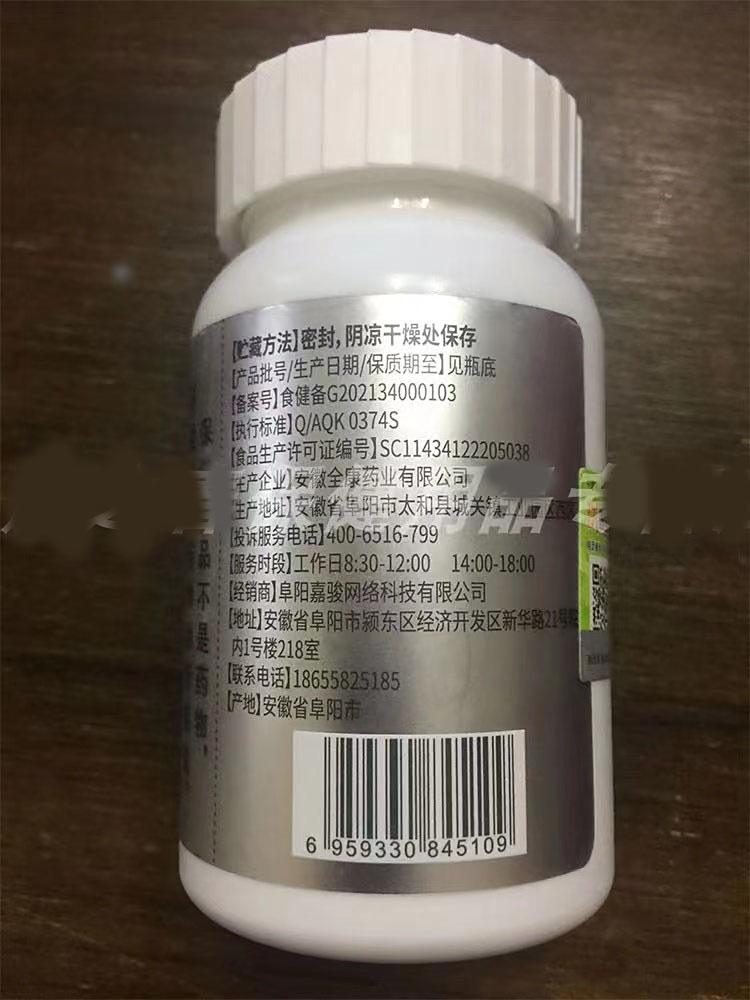 【贮藏方法】密封，阴凉干燥处保存
【产品批号/生产日期/保质期至】见瓶底
【备案号】食健备G202134000103
【执行标准】Q/AQK 0374S
【食品生产许可证编号】SC11434122205038
【生产企业】安徽全康药业有限公司
【生产地址】安徽省阜阳市太和县城关镇
【投诉服务电话】400-6516-799
【服务时段】工作日8:30-12:00 14:00-18:00
【经销商】阜阳嘉骏网络科技有限公司
【地址】安徽省阜阳市颍东区经济开发区新华路21号
内1号楼218室
【联系电话】18655825185
【产地】安徽省阜阳市
6 959330 845109
保
品不是药物，